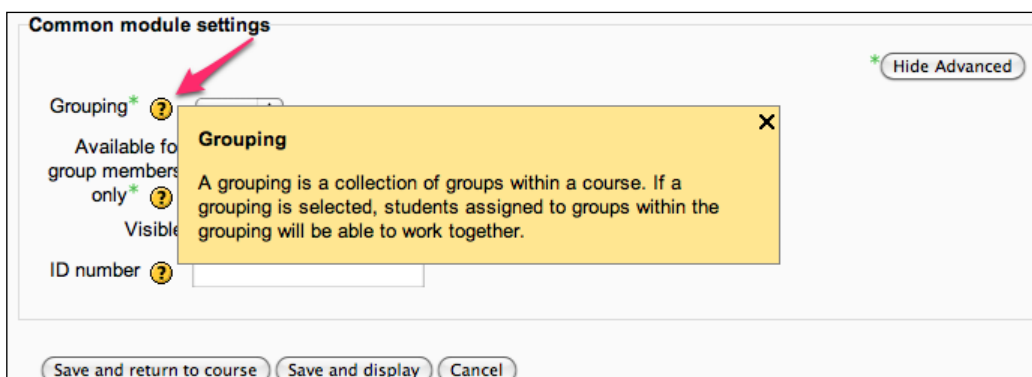 Common module settings
* Hide Advanced
Grouping* ?
Grouping
A grouping is a collection of groups within a course. If a
grouping is selected, students assigned to groups within the
grouping will be able to work together.
Available fo
group members
only* ?
Visible
ID number ?
Save and return to course Save and display Cancel